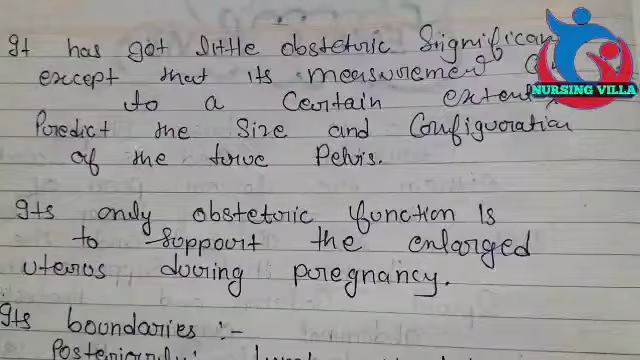 It has got little obstetric Significan
except that its measurement
to a certain extent
Predict the Size and Configuration
of the true Pelvis.
Its only obstetric function is
to support the enlarged
uterus during pregnancy.
Its boundaries :-
Posteriorly :
NURSING VILLA